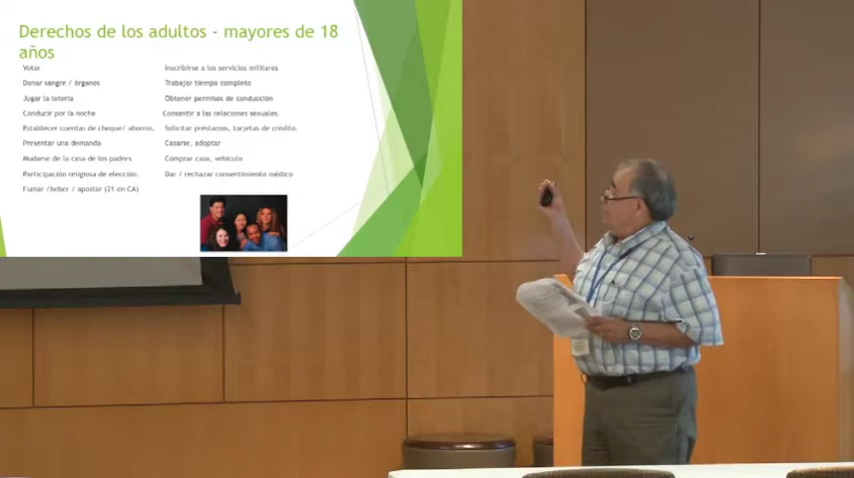 Derechos de los adultos - mayores de 18
años
Votar
Donar sangre / órganos
Jugar la lotería
Conducir por la noche
Establecer cuentas de cheque/ ahorros.
Presentar una demanda
Mudarse de la casa de los padres
Participación religiosa de elección.
Fumar /beber / apostar (21 en CA)
Inscribirse a los servicios militares
Trabajar tiempo completo
Obtener permisos de conducción
Consentir a las relaciones sexuales.
Solicitar préstamos, tarjetas de crédito.
Casarse, adoptar
Comprar casa, vehículo
Dar / rechazar consentimiento médico